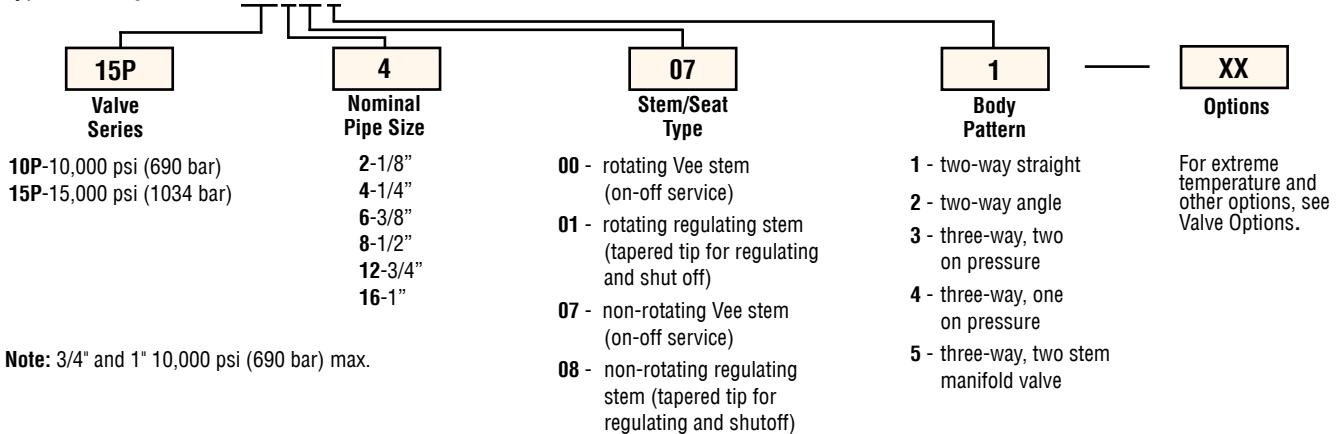 15P
Valve
Series
10P-10,000 psi (690 bar)
15P-15,000 psi (1034 bar)
4
Nominal
Pipe Size
2-1/8”
4-1/4”
6-3/8”
8-1/2”
12-3/4”
16-1”
07
Stem/Seat
Type
00 - rotating Vee stem
(on-off service)
01 - rotating regulating stem
(tapered tip for regulating
and shut off)
07 - non-rotating Vee stem
(on-off service)
08 - non-rotating regulating
stem (tapered tip for
regulating and shutoff)
1
Body
Pattern
1 - two-way straight
2 - two-way angle
3 - three-way, two
on pressure
4 - three-way, one
on pressure
5 - three-way, two stem
manifold valve
XX
Options
For extreme
temperature and
other options, see
Valve Options.
Note: 3/4" and 1" 10,000 psi (690 bar) max.